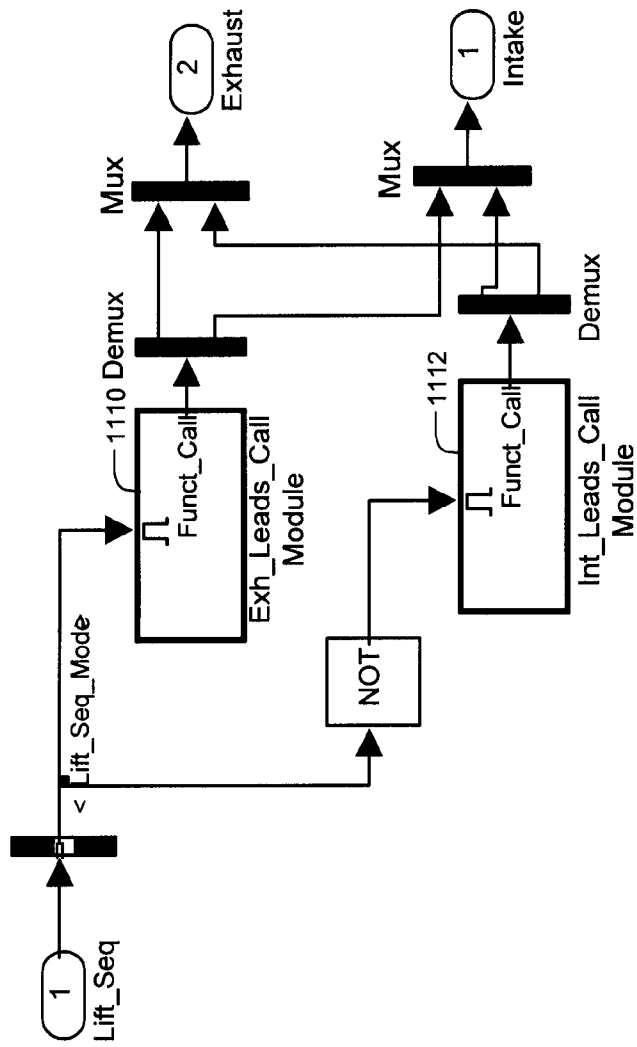 1
Lift_Seq
< Lift_Seq_Mode
1110
Funct_Call
Exh_Leads_Call
Module
Demux
Mux
2
Exhaust
NOT
1112
Funct_Call
Int_Leads_Call
Module
Demux
Mux
1
Intake